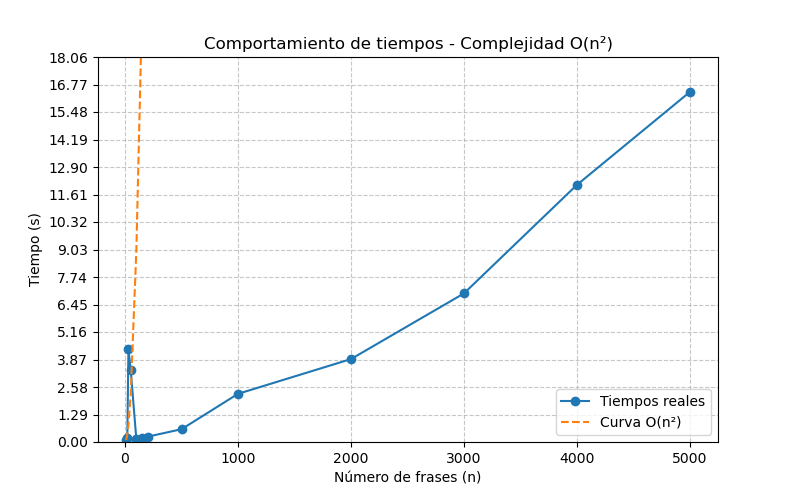 Comportamiento de tiempos - Complejidad O(n²)
18.06
16.77
15.48
14.19
12.90
11.61
10.32
9.03
7.74
6.45
5.16
3.87
2.58
1.29
0.00
Tiempo (s)
Tiempos reales
Curva O(n²)
0 1000 2000 3000 4000 5000
Número de frases (n)